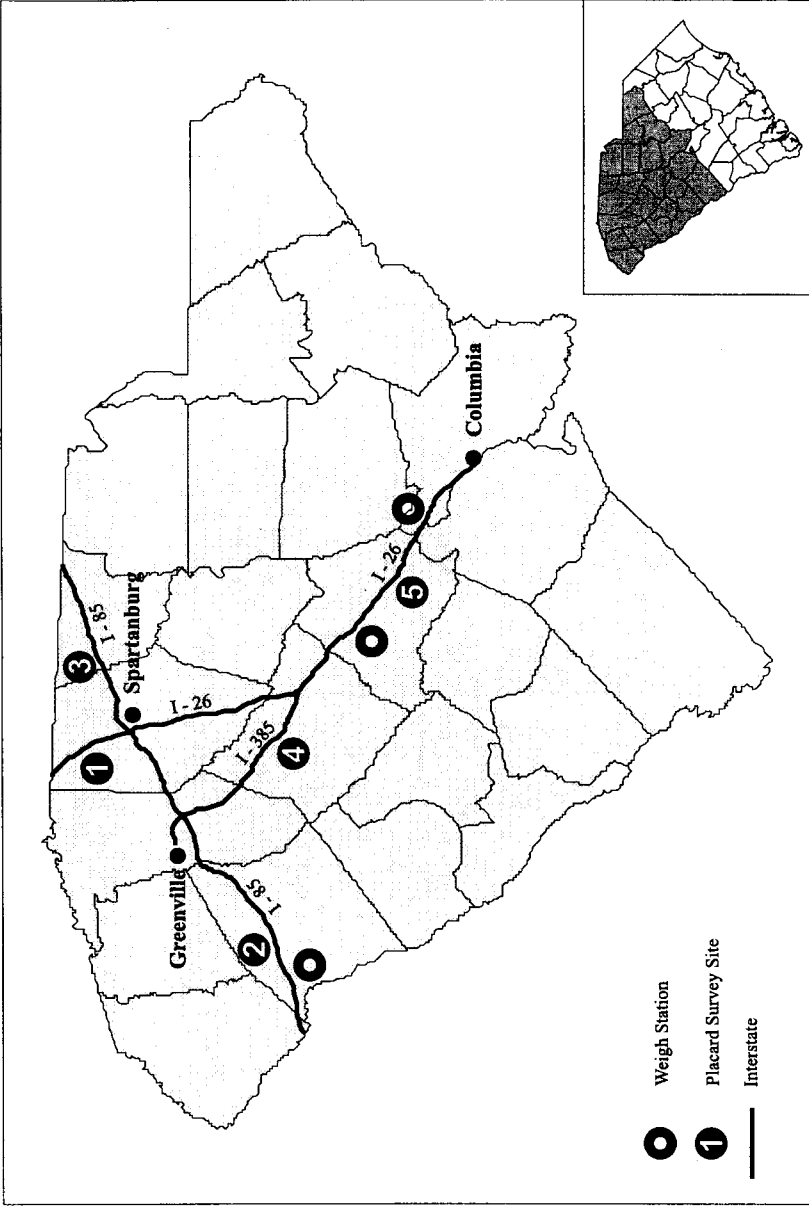 3
I - 85
Spartanburg
1
I - 26
Greenville
I - 385
4
2
I - 85
I - 26
5
Columbia
Weigh Station
1
Placard Survey Site
Interstate